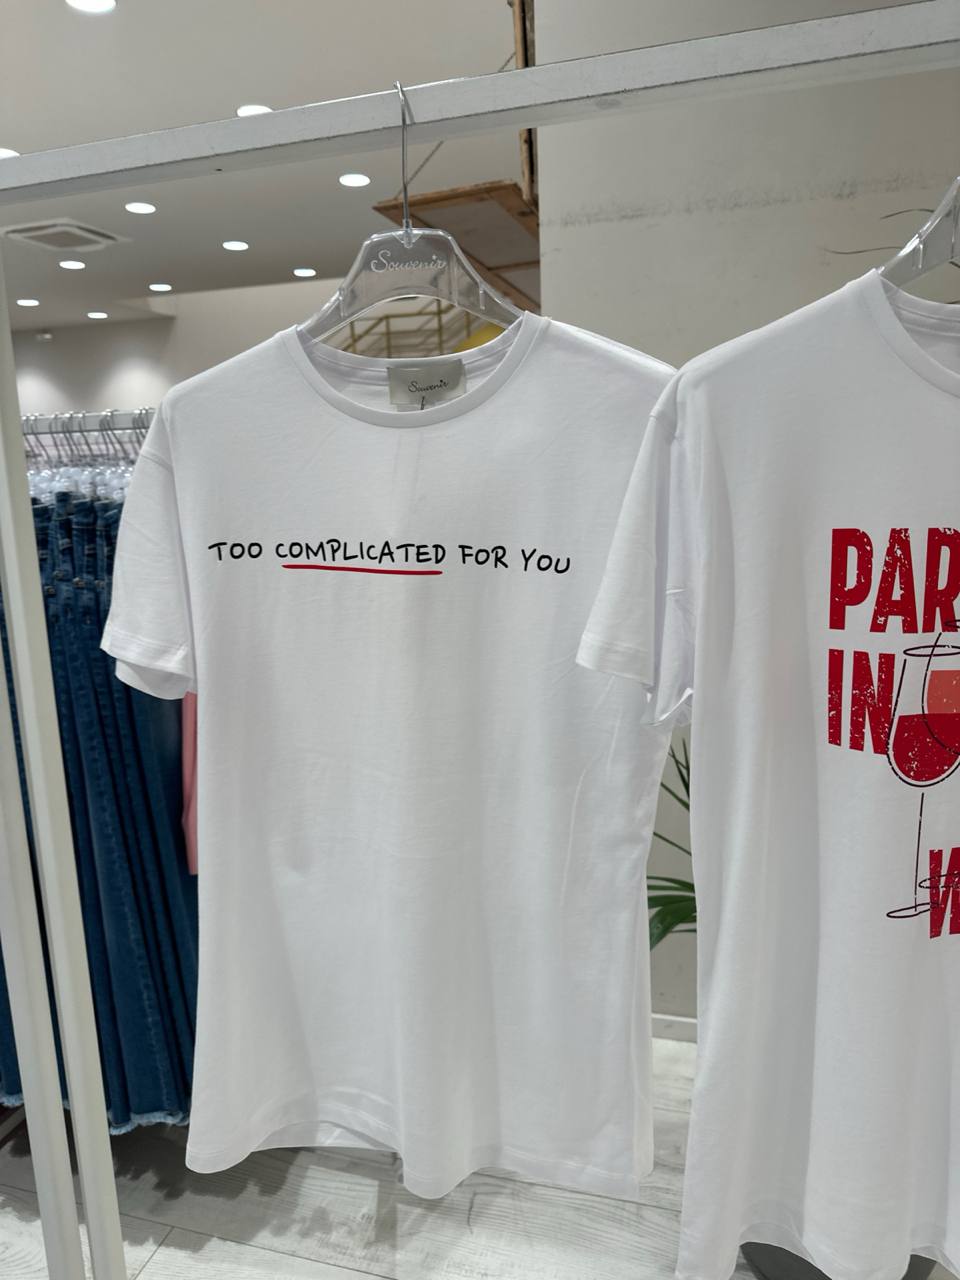 Souvenir
Souvenir
TOO COMPLICATED FOR YOU
PAR
IN